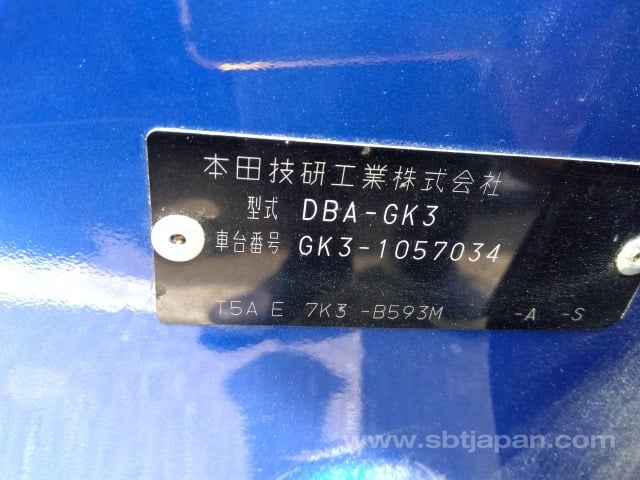 本田技研工業株式会社
型式 DBA-GK3
車台番号 GK3-1057034
T5A E 7K3 -B593M -A -S
www.sbtjapan.com